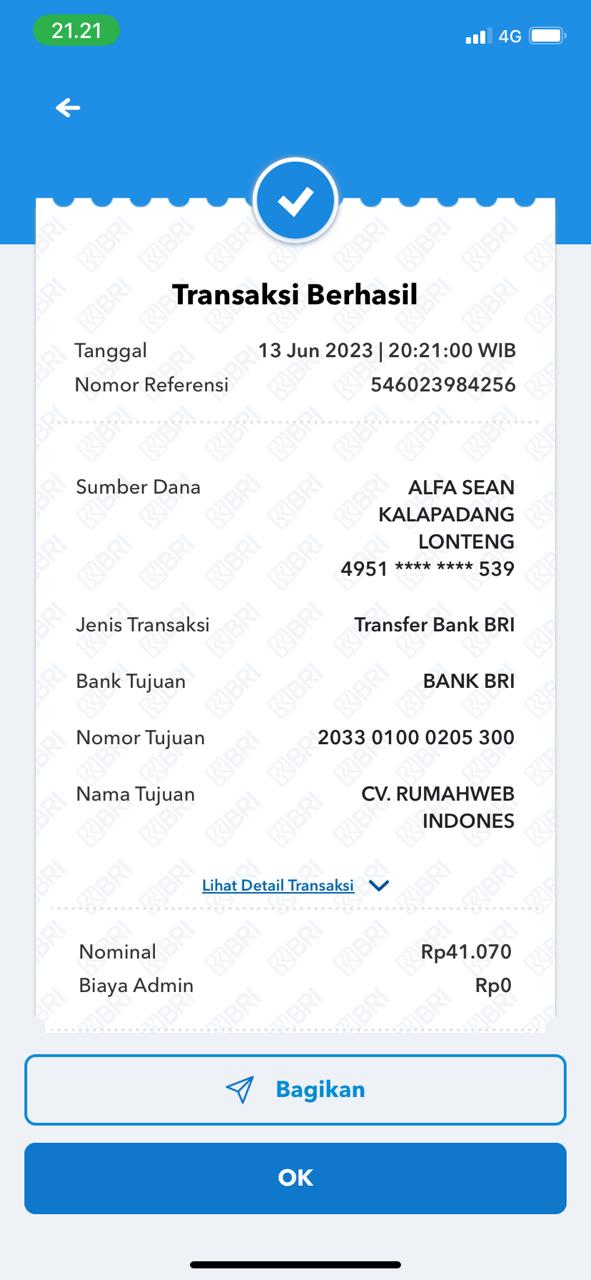 21.21
4G
Transaksi Berhasil
Tanggal 13 Jun 2023 | 20:21:00 WIB
Nomor Referensi 546023984256
Sumber Dana ALFA SEAN
KALAPADANG
LONTENG
4951 **** **** 539
Jenis Transaksi Transfer Bank BRI
Bank Tujuan BANK BRI
Nomor Tujuan 2033 0100 0205 300
Nama Tujuan CV. RUMAHWEB
INDONES
Lihat Detail Transaksi
Nominal Rp41.070
Biaya Admin Rp0
Bagikan
OK